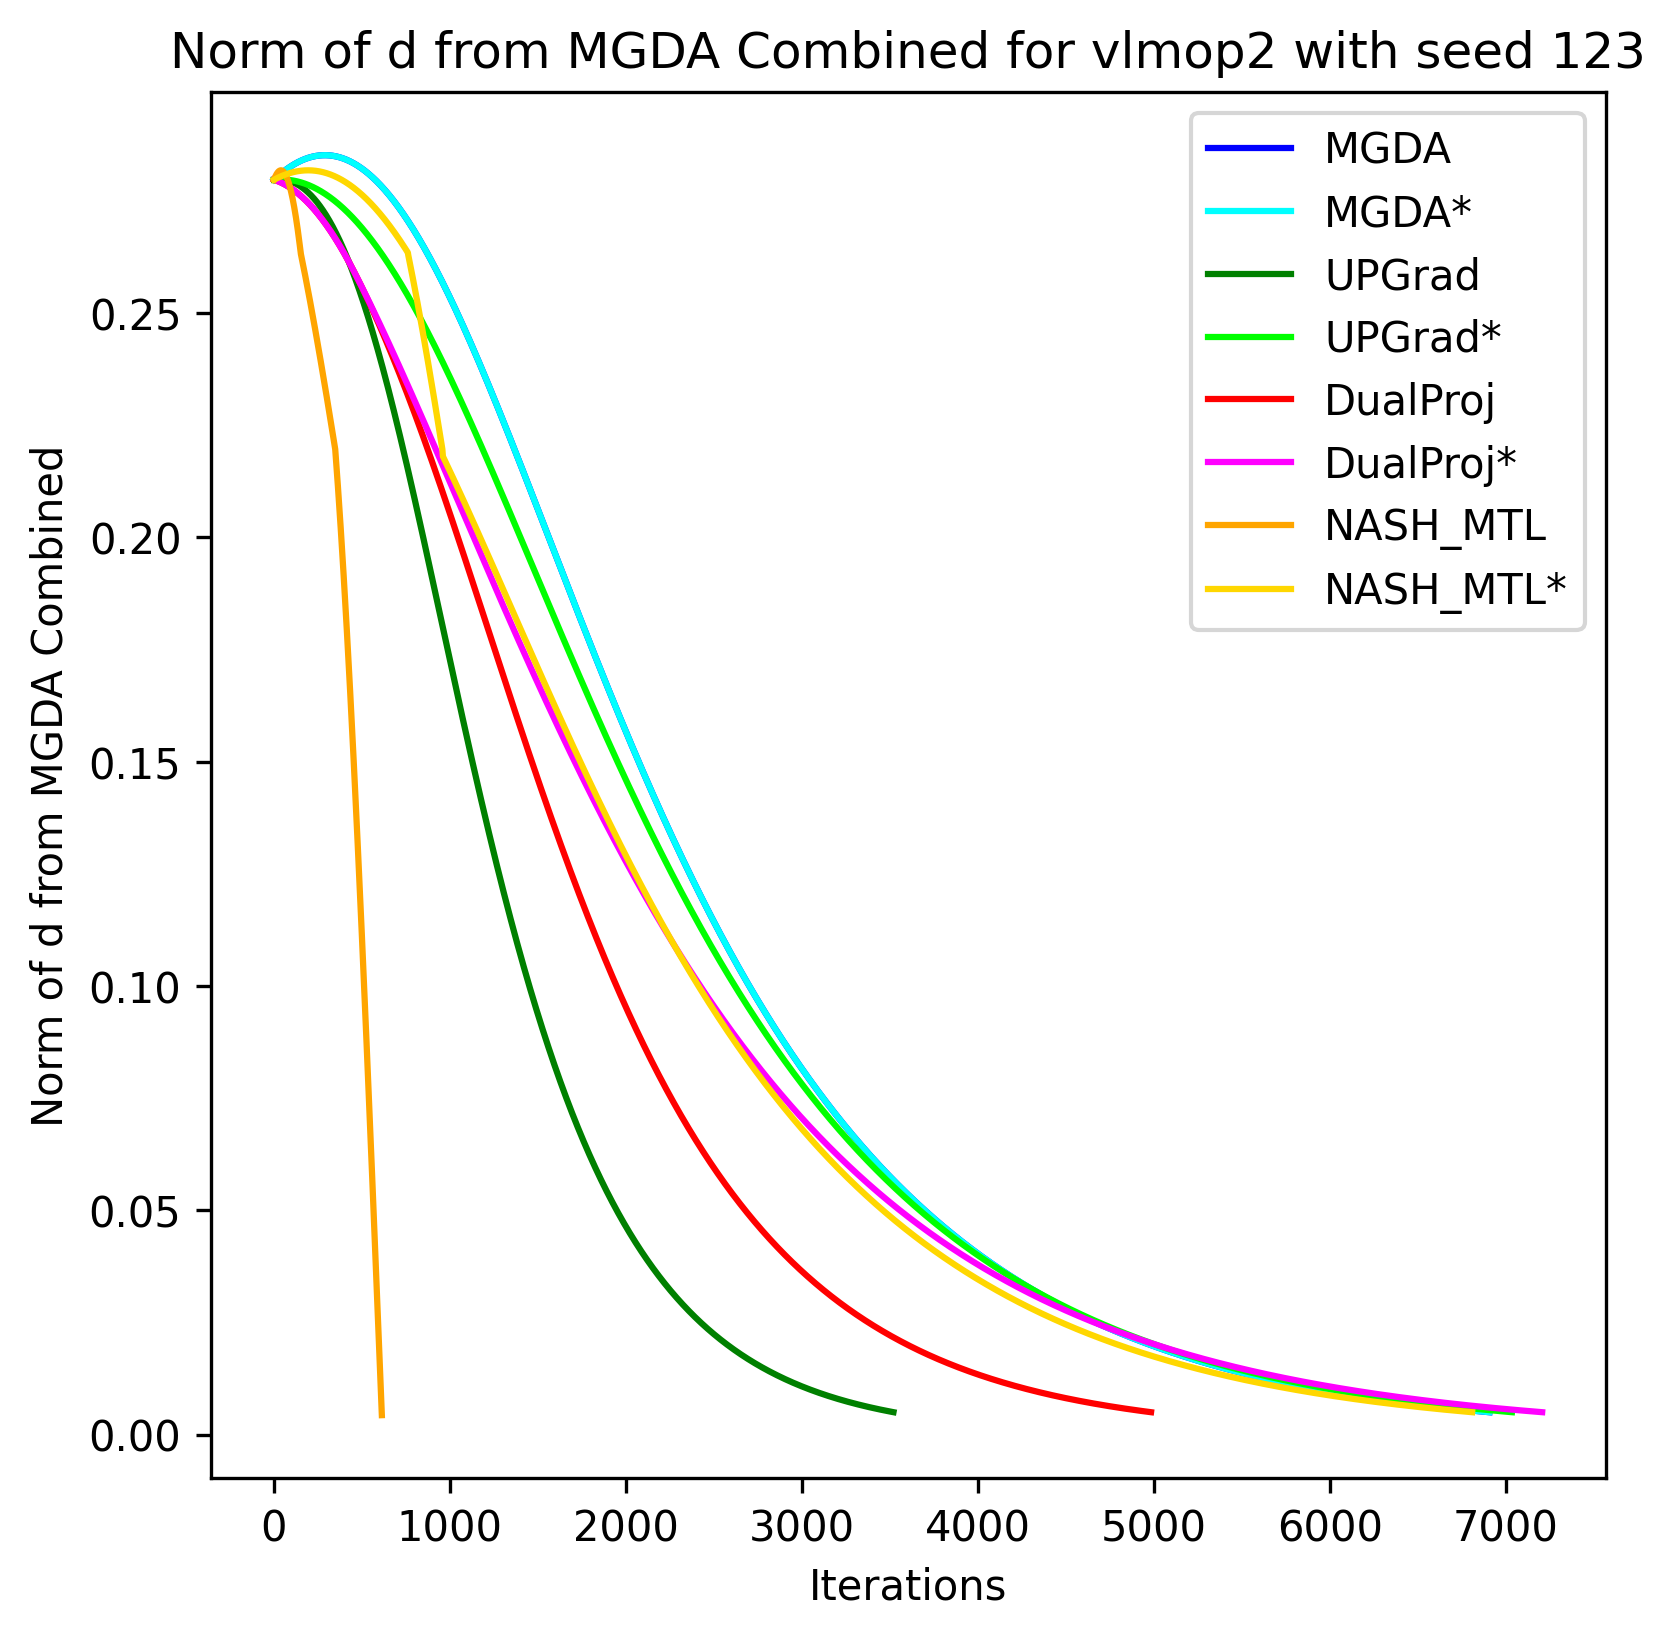 Norm of d from MGDA Combined for vlmop2 with seed 123
MGDA
MGDA*
UPGrad
UPGrad*
DualProj
DualProj*
NASH_MTL
NASH_MTL*
Norm of d from MGDA Combined
0.25
0.20
0.15
0.10
0.05
0.00
0 1000 2000 3000 4000 5000 6000 7000
Iterations